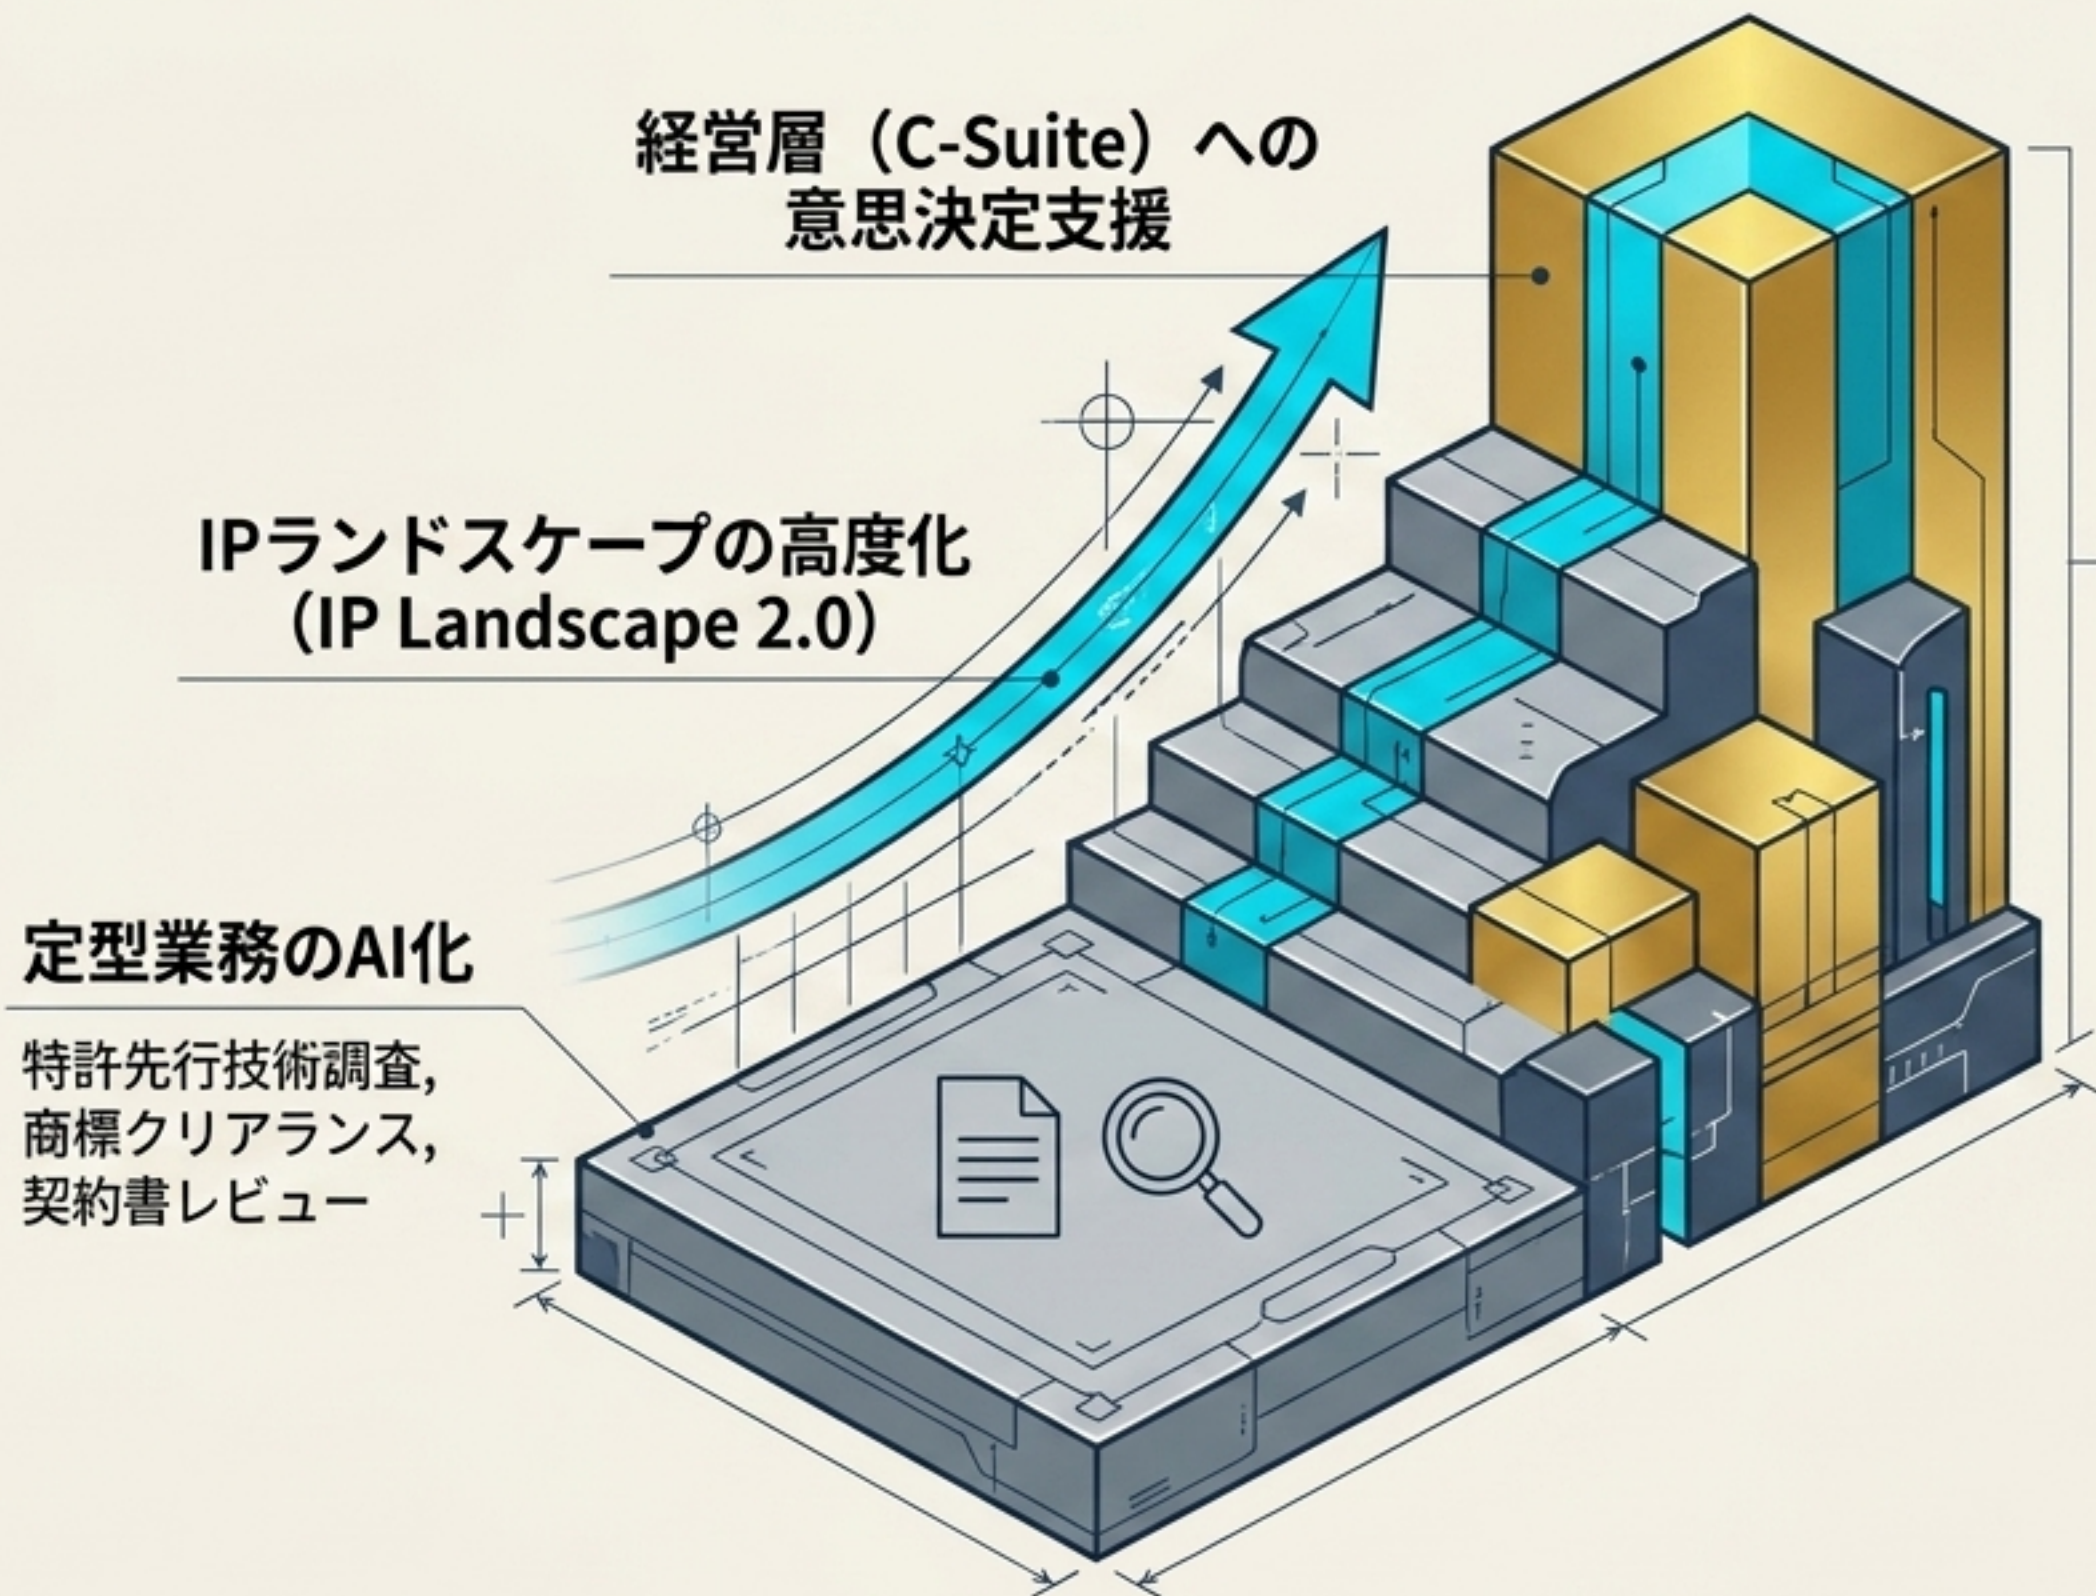 経営層（C-Suite）への
意思決定支援
IPランドスケープの高度化
（IP Landscape 2.0）
定型業務のAI化
特許先行技術調査,
商標クリアランス,
契約書レビュー